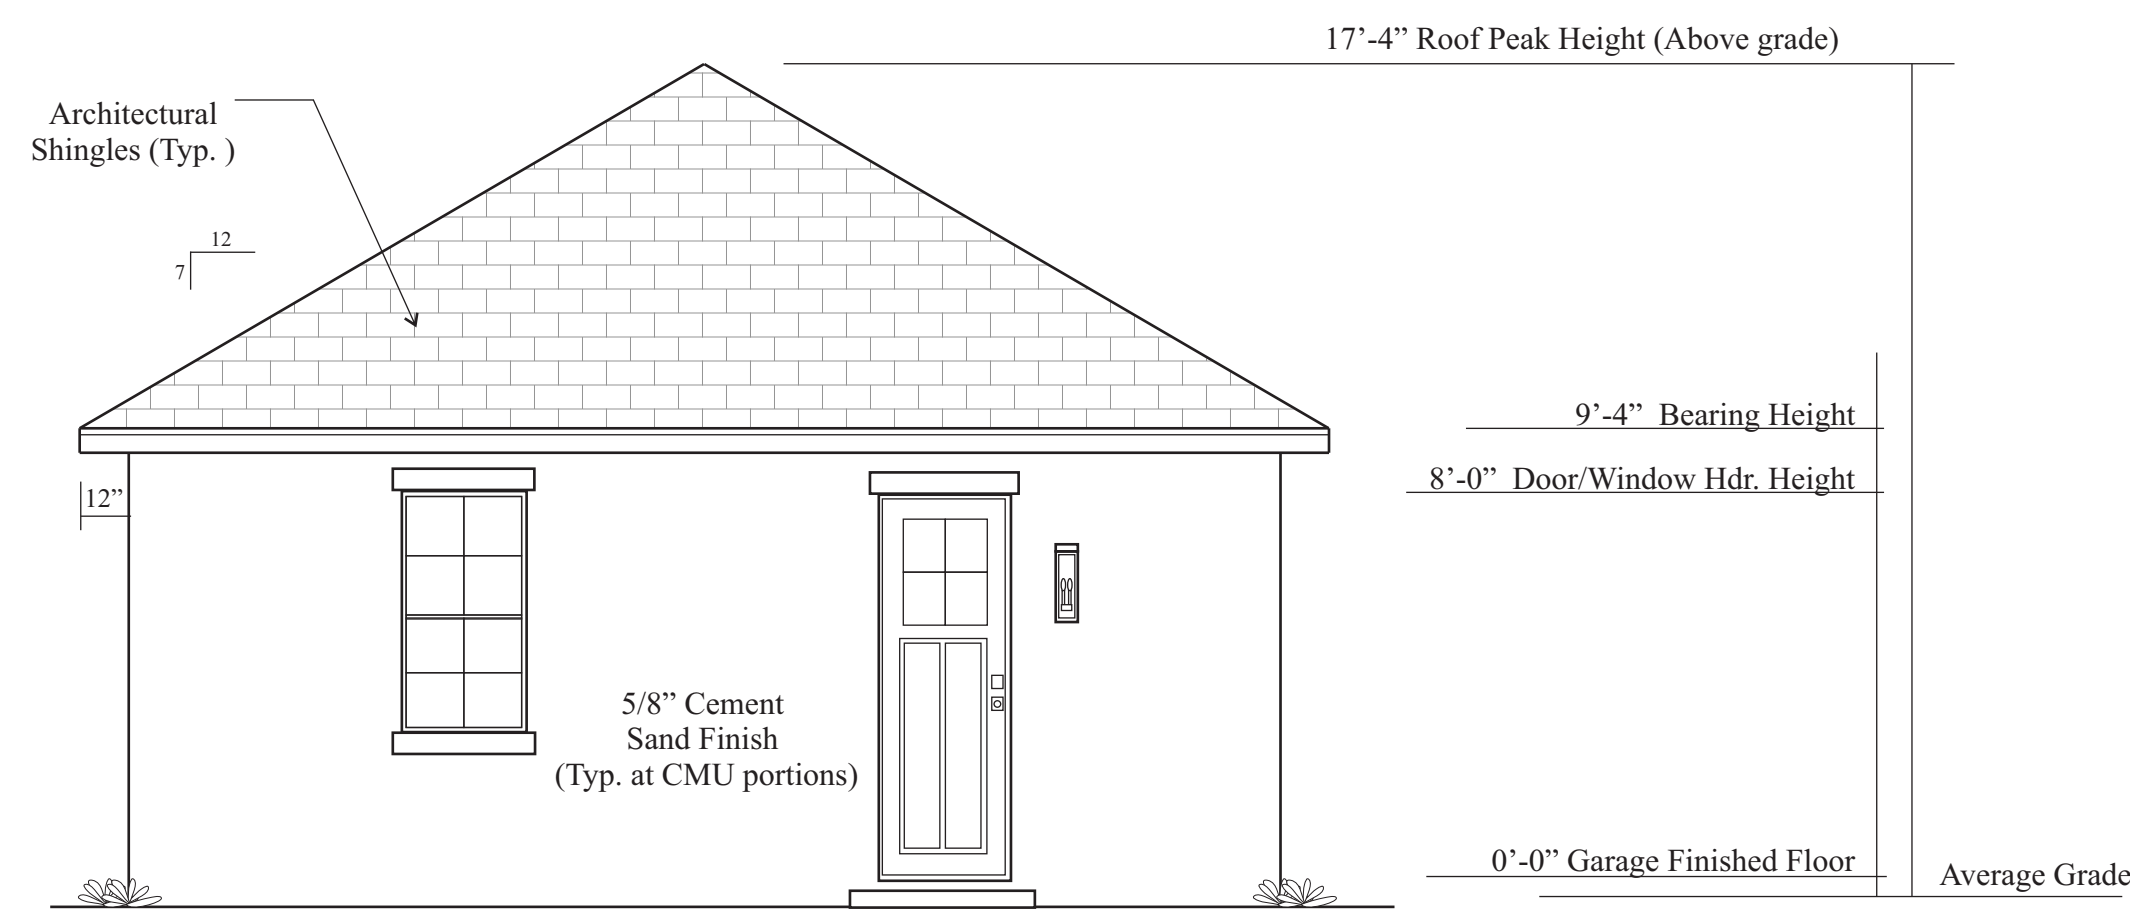 17’-4” Roof Peak Height (Above grade)
Architectural
Shingles (Typ. )
12
7
9’-4” Bearing Height
8’-0” Door/Window Hdr. Height
12”
5/8” Cement
Sand Finish
(Typ. at CMU portions)
0’-0” Garage Finished Floor
Average Grade